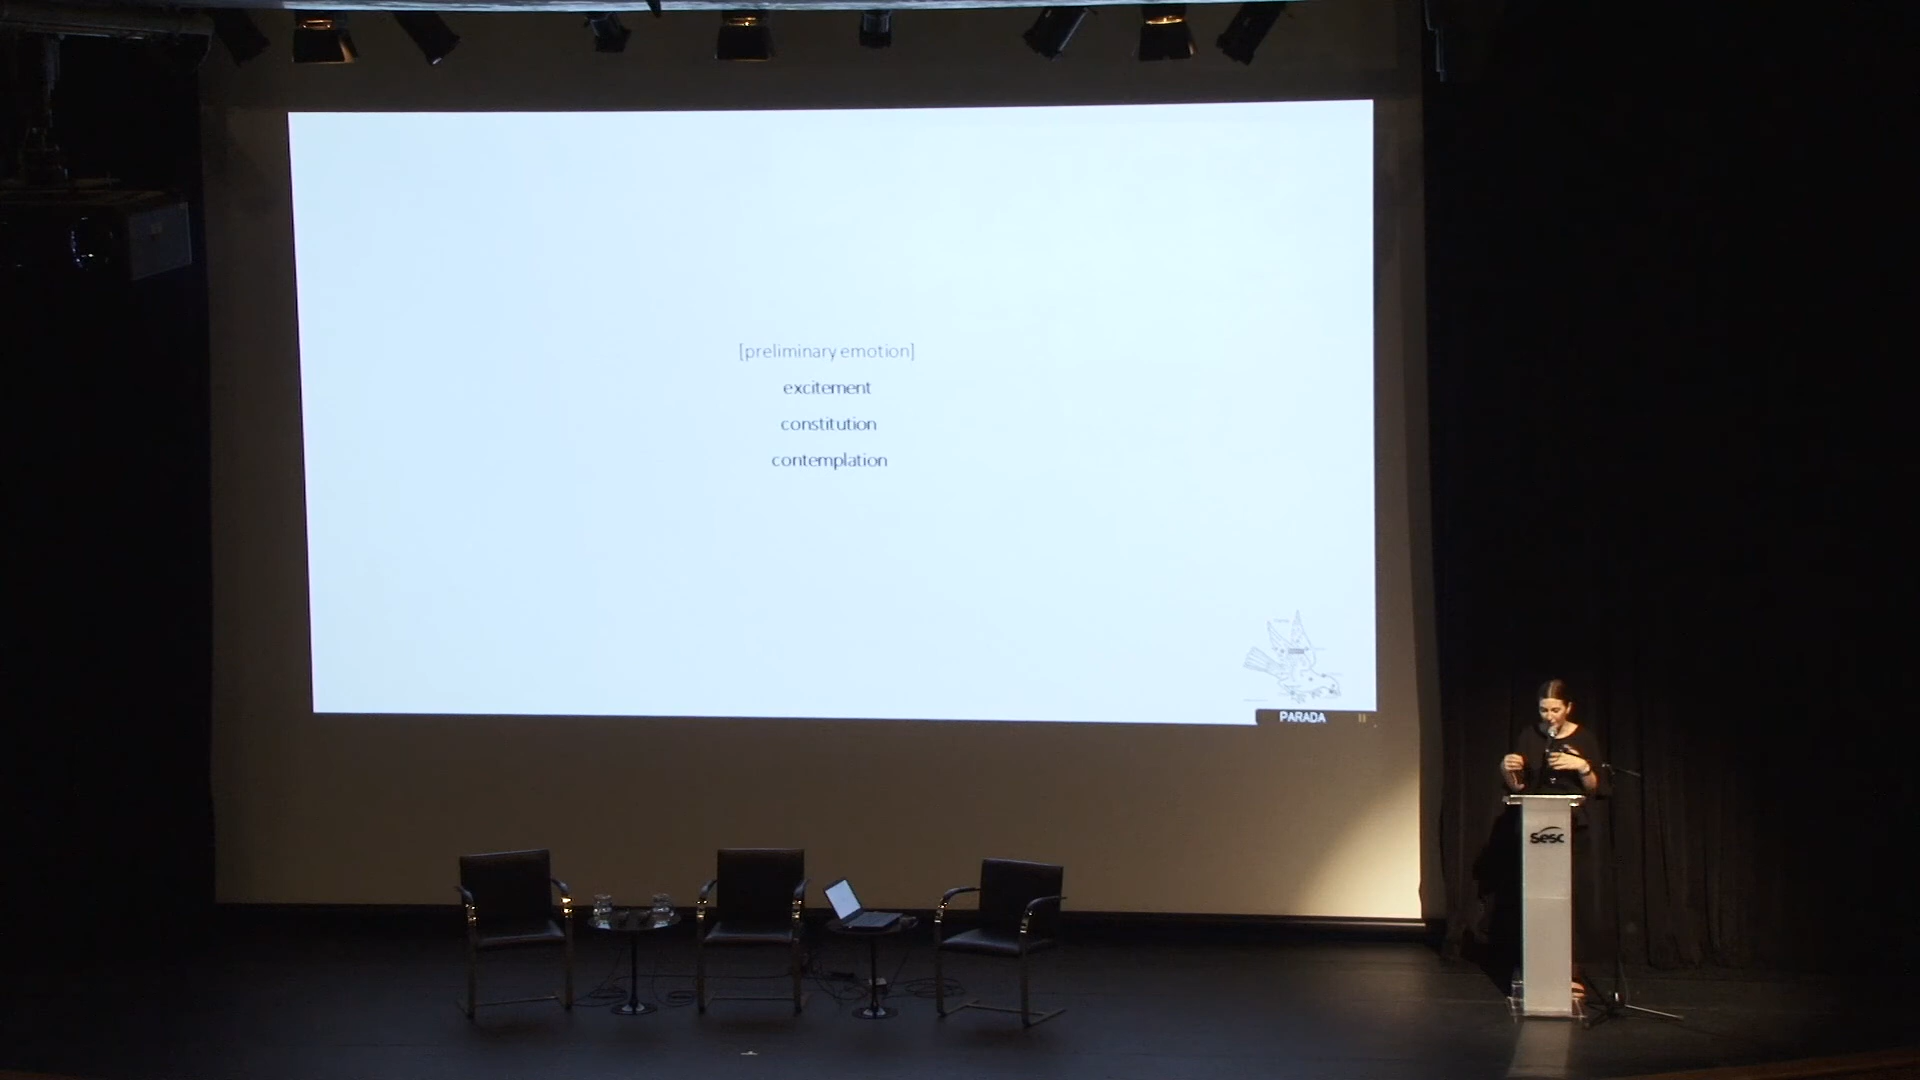 [preliminary emotion]
excitement
constitution
contemplation
PARADA
sesc